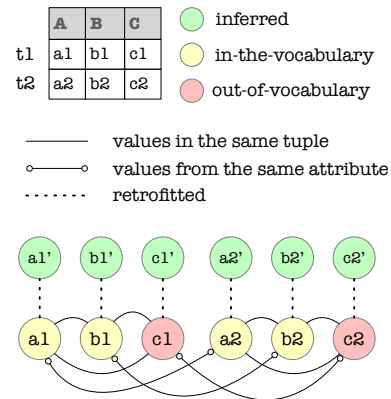 A B C
t1 a1 b1 c1
t2 a2 b2 c2
inferred
in-the-vocabulary
out-of-vocabulary
values in the same tuple
values from the same attribute
retrofitted
a1' b1' c1' a2' b2' c2'
a1 b1 c1 a2 b2 c2